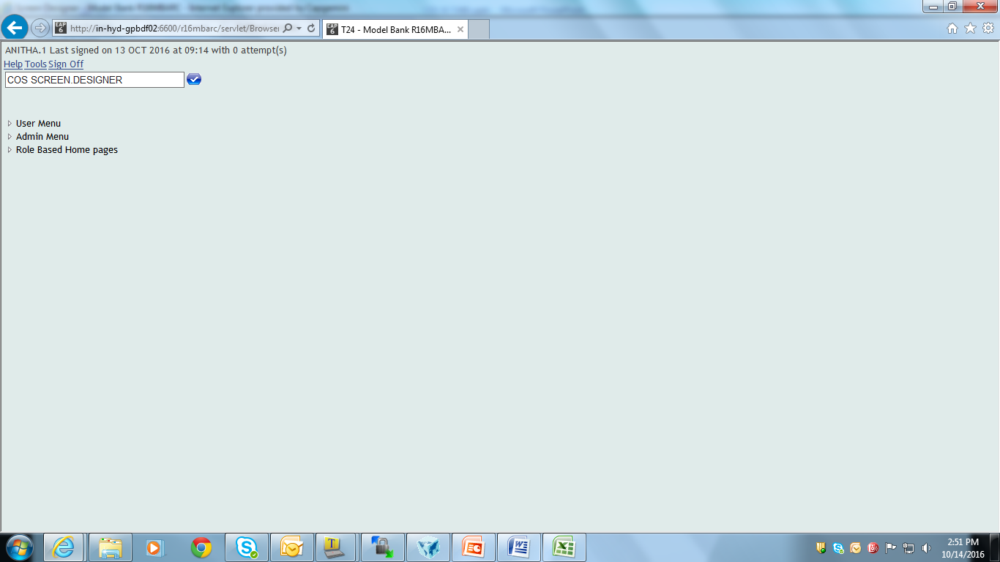 http://in-hyd-gpbdf02:6600/r16mbarc/servlet/Browser
EAP 6
T24 - Model Bank R16MBA...
ANITHA.1 Last signed on 13 OCT 2016 at 09:14 with 0 attempt(s)
Help Tools Sign Off
COS SCREEN.DESIGNER
User Menu
Admin Menu
Role Based Home pages
2:51 PM
10/14/2016